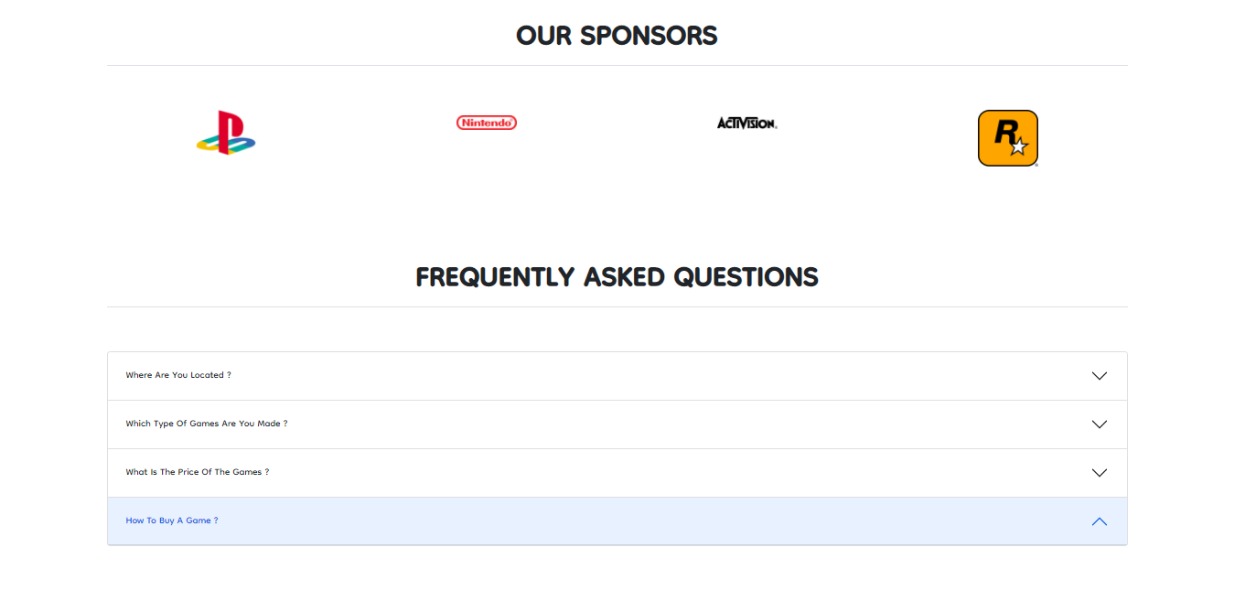 OUR SPONSORS
Nintendo
ACTIVISION.
R
FREQUENTLY ASKED QUESTIONS
Where Are You Located ?
Which Type Of Games Are You Made ?
What Is The Price Of The Games ?
How To Buy A Game ?